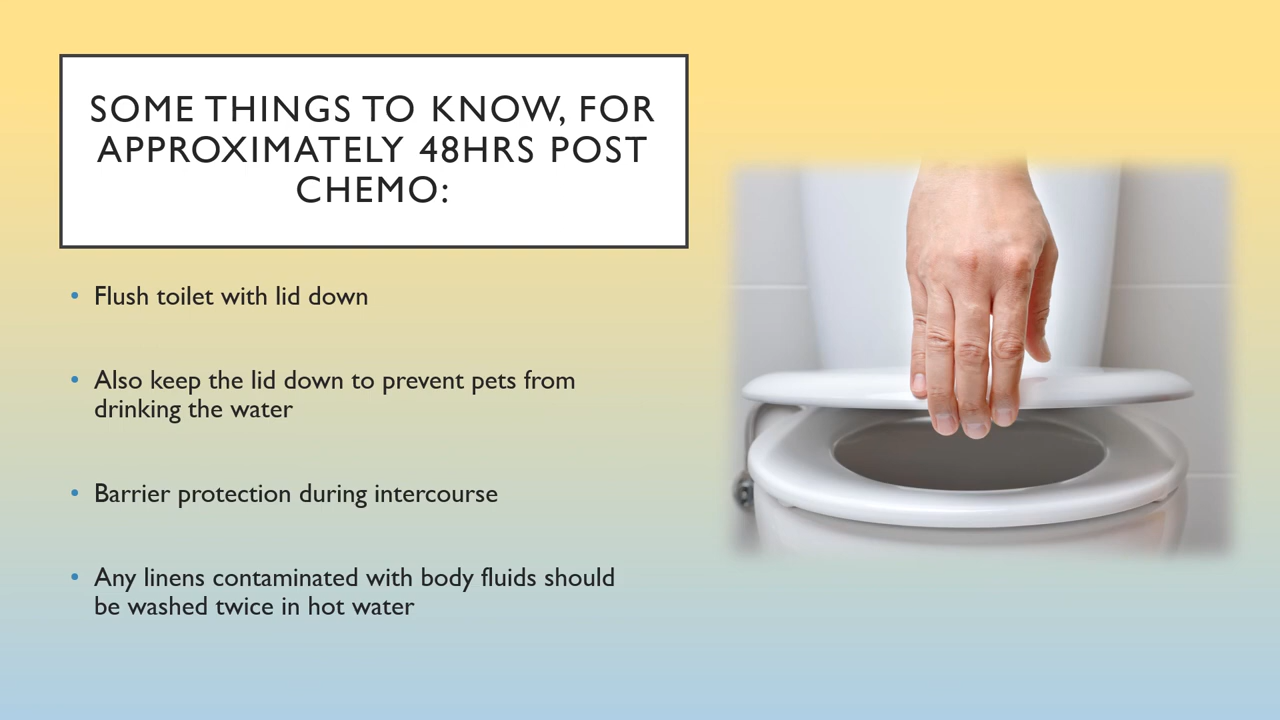 SOME THINGS TO KNOW, FOR
APPROXIMATELY 48HRS POST
CHEMO:
• Flush toilet with lid down
• Also keep the lid down to prevent pets from
drinking the water
• Barrier protection during intercourse
• Any linens contaminated with body fluids should
be washed twice in hot water